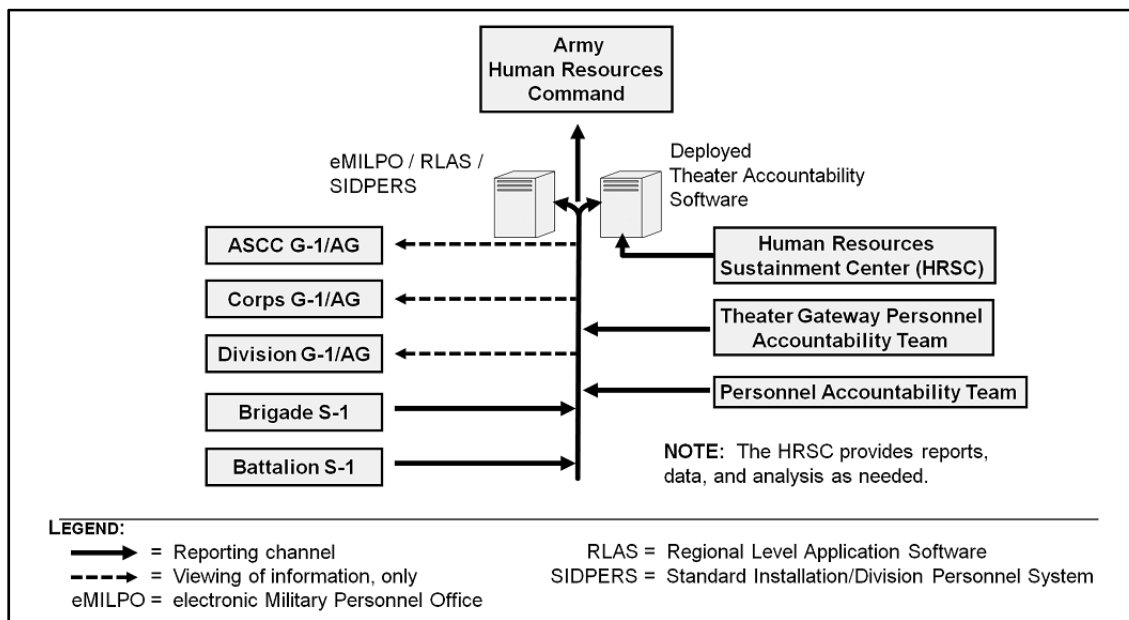 Army
Human Resources
Command
eMILPO / RLAS /
SIDPERS
Deployed
Theater Accountability
Software
ASCC G-1/AG
Corps G-1/AG
Division G-1/AG
Brigade S-1
Battalion S-1
Human Resources
Sustainment Center (HRSC)
Theater Gateway Personnel
Accountability Team
Personnel Accountability Team
NOTE: The HRSC provides reports,
data, and analysis as needed.
LEGEND:
= Reporting channel
= Viewing of information, only
eMILPO = electronic Military Personnel Office
RLAS = Regional Level Application Software
SIDPERS = Standard Installation/Division Personnel System